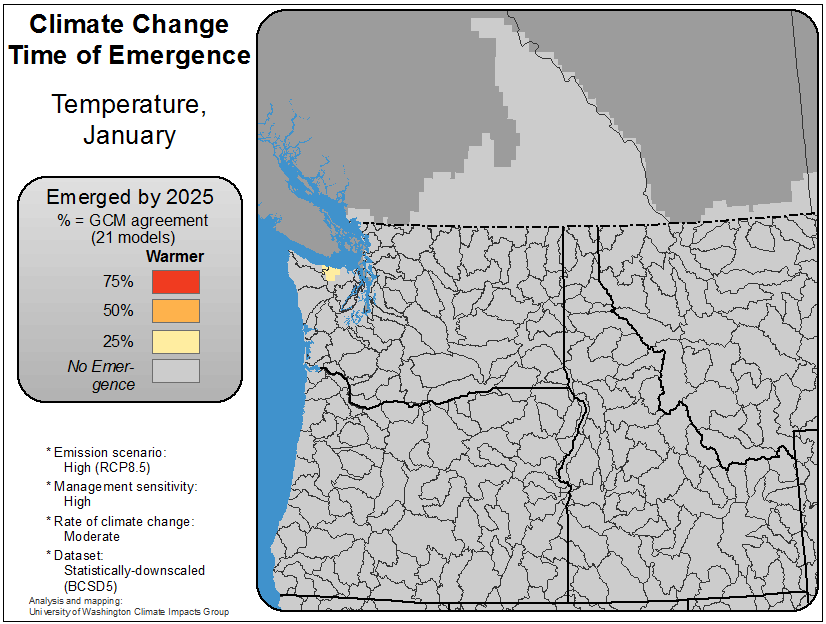 Climate Change
Time of Emergence
Temperature,
January
Emerged by 2025
% = GCM agreement
(21 models)
Warmer
75%
50%
25%
No Emer-
gence
* Emission scenario:
High (RCP8.5)
* Management sensitivity:
High
* Rate of climate change:
Moderate
* Dataset:
Statistically-downscaled
(BCSD5)
Analysis and mapping:
University of Washington Climate Impacts Group